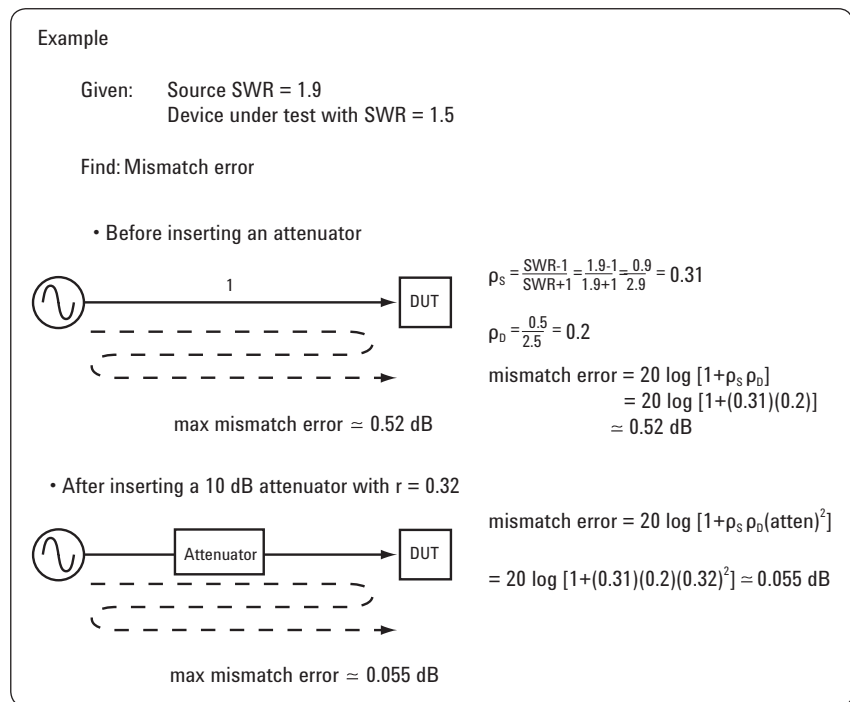 Example
Given: Source SWR = 1.9
Device under test with SWR = 1.5
Find: Mismatch error
• Before inserting an attenuator
1
DUT
max mismatch error ≃ 0.52 dB
ρS = SWR-1/SWR+1 = 1.9-1/1.9+1 = 0.9/2.9 = 0.31
ρD = 0.5/2.5 = 0.2
mismatch error = 20 log [1+ρS ρD]
= 20 log [1+(0.31)(0.2)]
≃ 0.52 dB
• After inserting a 10 dB attenuator with r = 0.32
Attenuator
DUT
max mismatch error ≃ 0.055 dB
mismatch error = 20 log [1+ρS ρD(atten)²]
= 20 log [1+(0.31)(0.2)(0.32)²] ≃ 0.055 dB